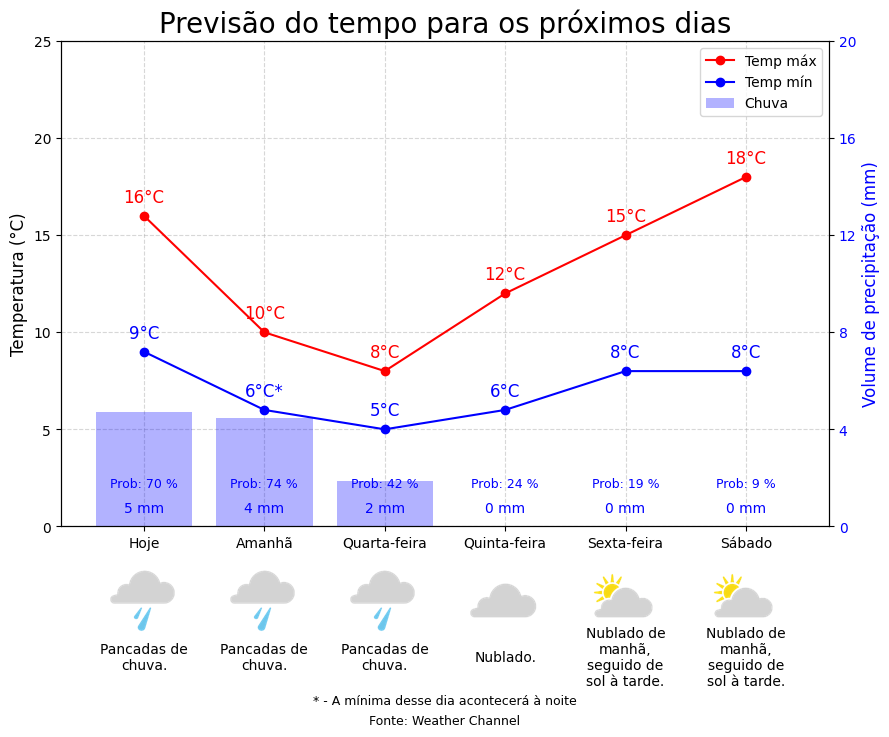 Previsão do tempo para os próximos dias
25
20
15
10
5
0
Temperatura (°C)
20
16
12
8
4
0
Volume de precipitação (mm)
Temp máx
Temp mín
Chuva
16°C
10°C
8°C
12°C
15°C
18°C
9°C
6°C*
5°C
6°C
8°C
8°C
Prob: 70 %
Prob: 74 %
Prob: 42 %
Prob: 24 %
Prob: 19 %
Prob: 9 %
5 mm
4 mm
2 mm
0 mm
0 mm
0 mm
Hoje
Amanhã
Quarta-feira
Quinta-feira
Sexta-feira
Sábado
Pancadas de
chuva.
Pancadas de
chuva.
Pancadas de
chuva.
Nublado.
Nublado de
manhã,
seguido de
sol à tarde.
Nublado de
manhã,
seguido de
sol à tarde.
* - A mínima desse dia acontecerá à noite
Fonte: Weather Channel